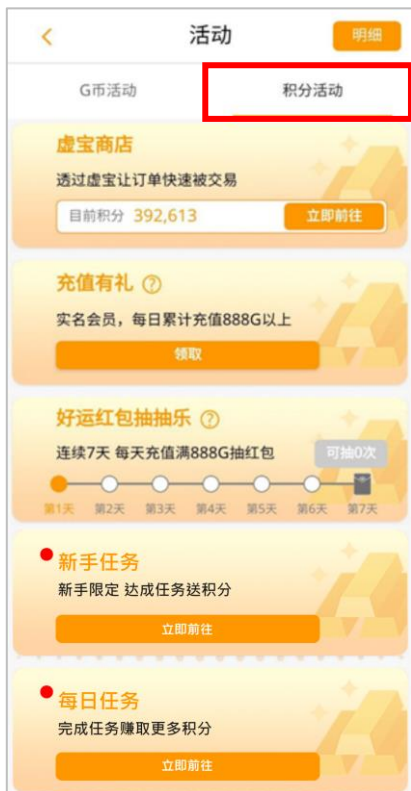 活动
明细
G币活动
积分活动
虚宝商店
透过虚宝让订单快速被交易
目前积分 392,613
立即前往
充值有礼 ?
实名会员，每日累计充值888G以上
领取
好运红包抽抽乐 ?
连续7天 每天充值满888G抽红包
可抽0次
第1天 第2天 第3天 第4天 第5天 第6天 第7天
新手任务
新手限定 达成任务送积分
立即前往
每日任务
完成任务赚取更多积分
立即前往